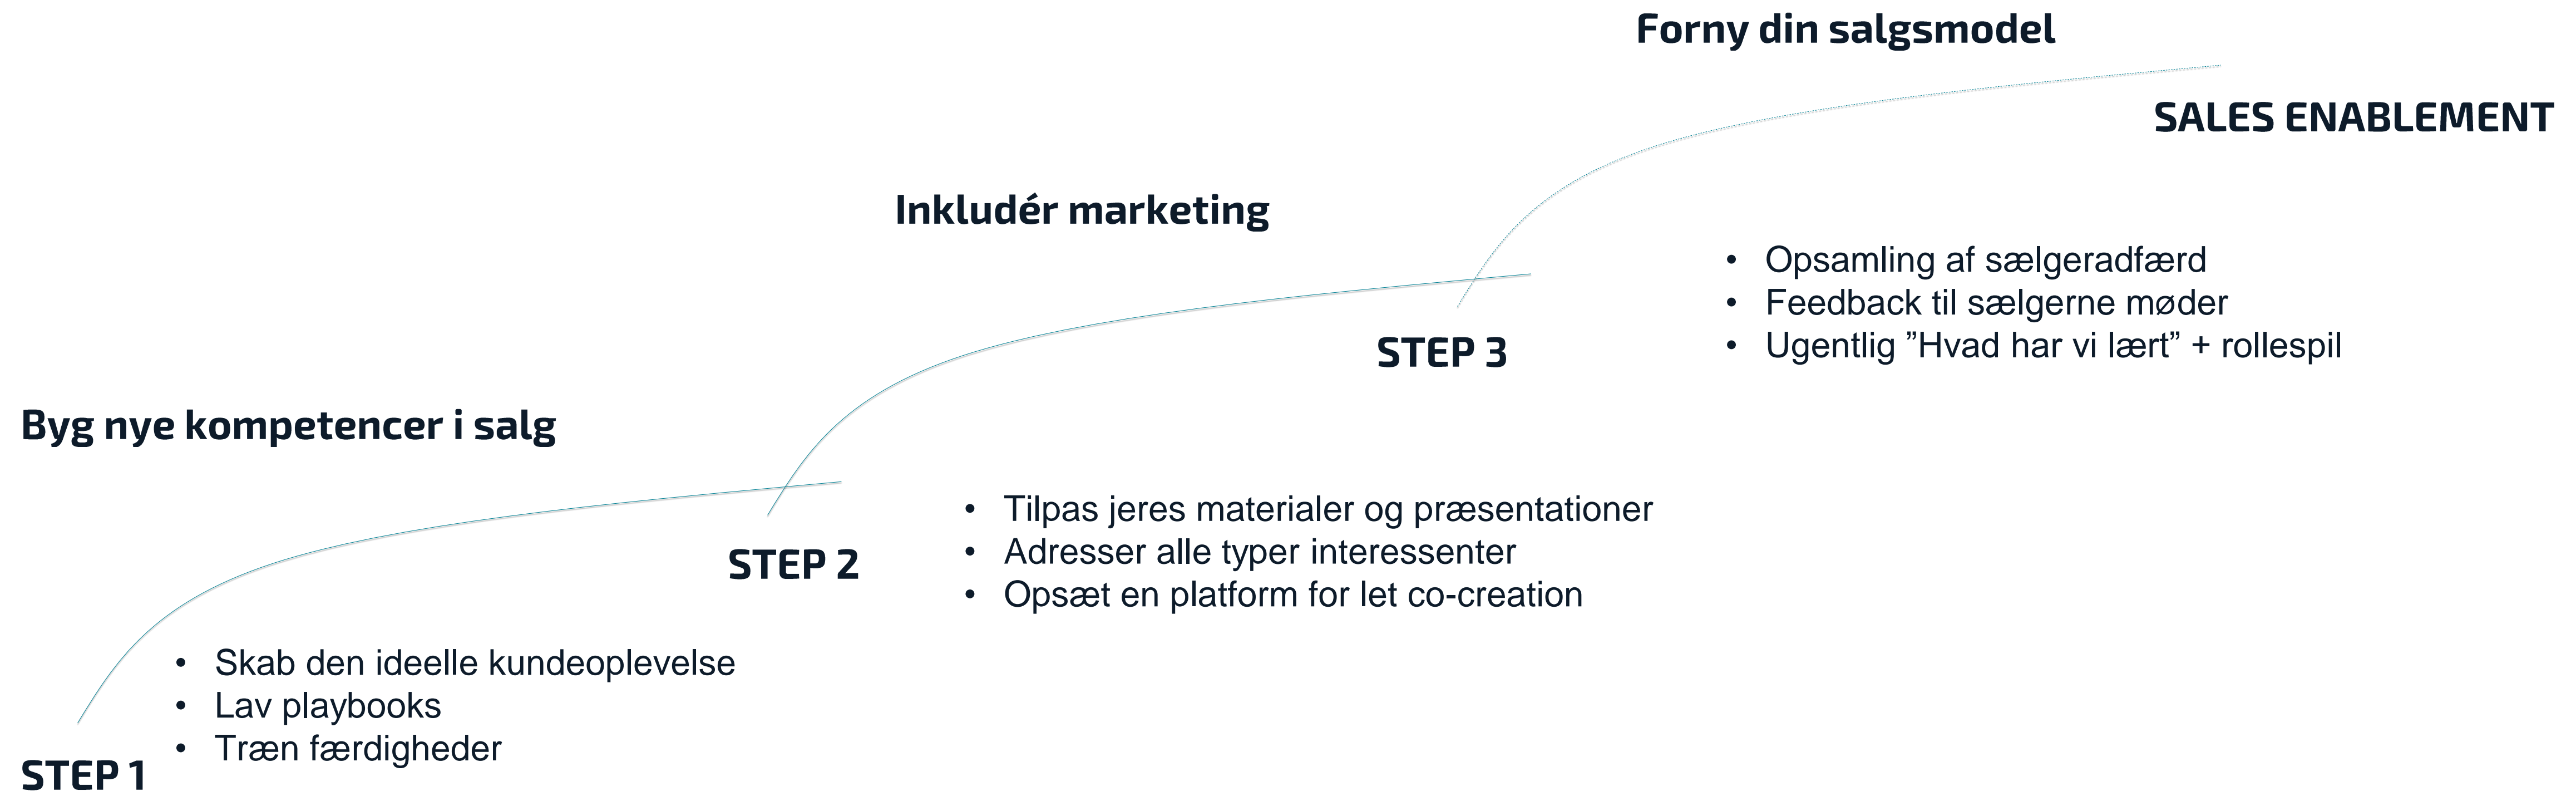 Forny din salgsmodel
SALES ENABLEMENT
Inkludér marketing
• Opsamling af sælgeradfærd
• Feedback til sælgerne møder
• Ugentlig ”Hvad har vi lært” + rollespil
STEP 3
Byg nye kompetencer i salg
• Tilpas jeres materialer og præsentationer
• Adresser alle typer interessenter
• Opsæt en platform for let co-creation
STEP 2
• Skab den ideelle kundeoplevelse
• Lav playbooks
• Træn færdigheder
STEP 1